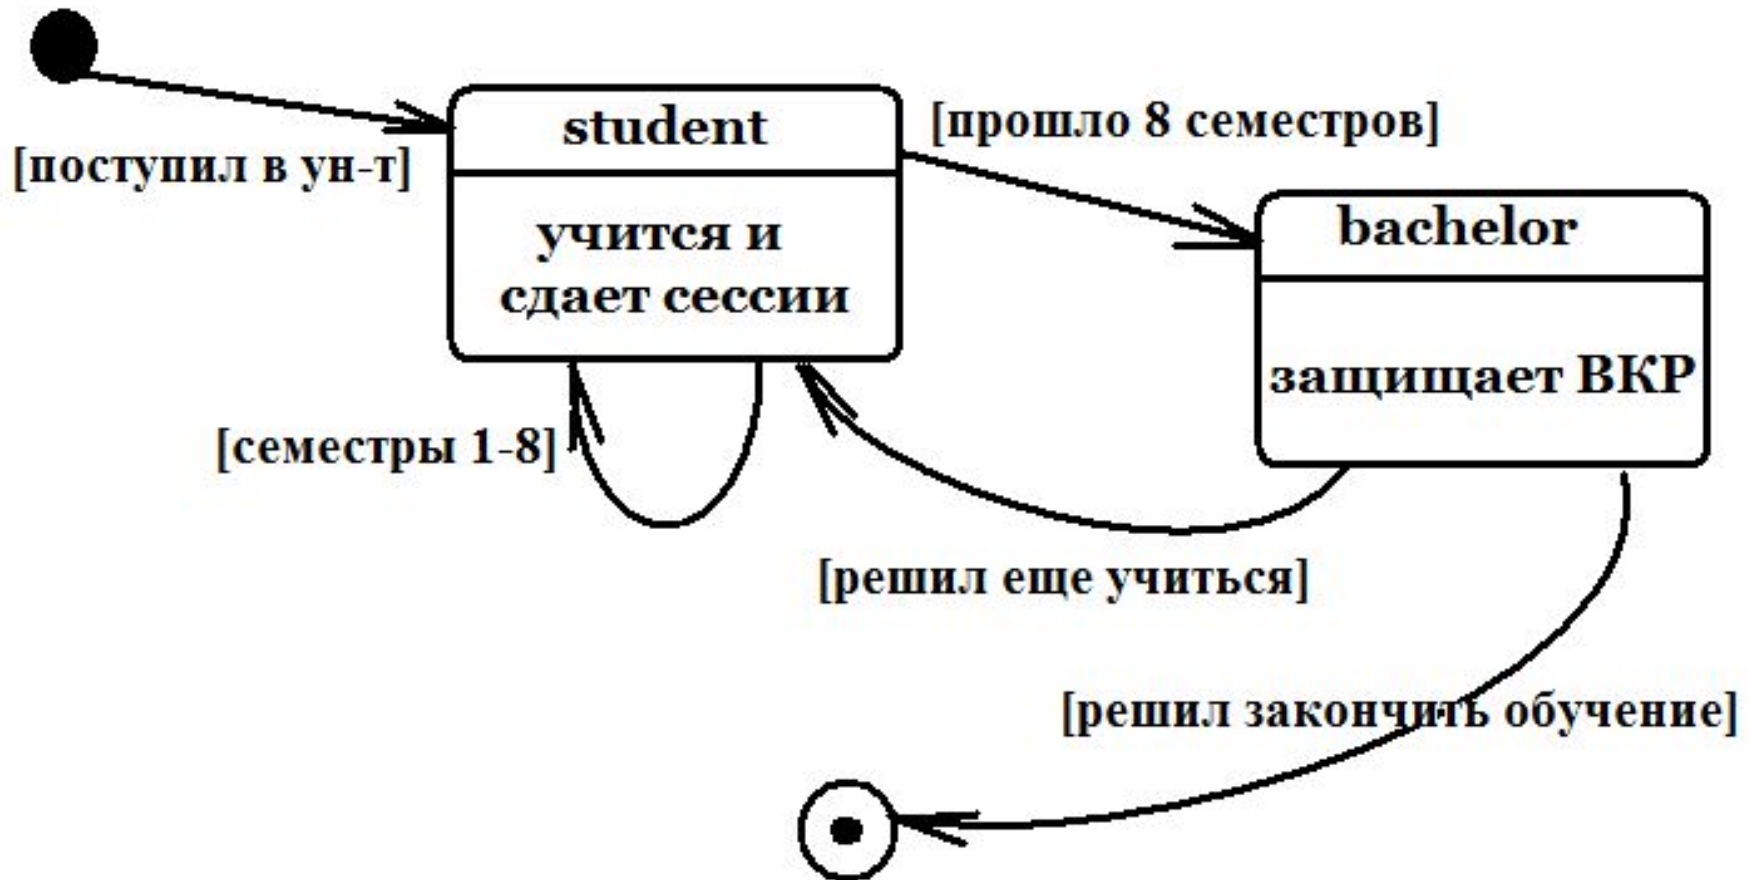 student
[прошло 8 семестров]
[поступил в ун-т]
учится и
сдает сессии
bachelor
защищает ВКР
[семестры 1-8]
[решил еще учиться]
[решил закончить обучение]